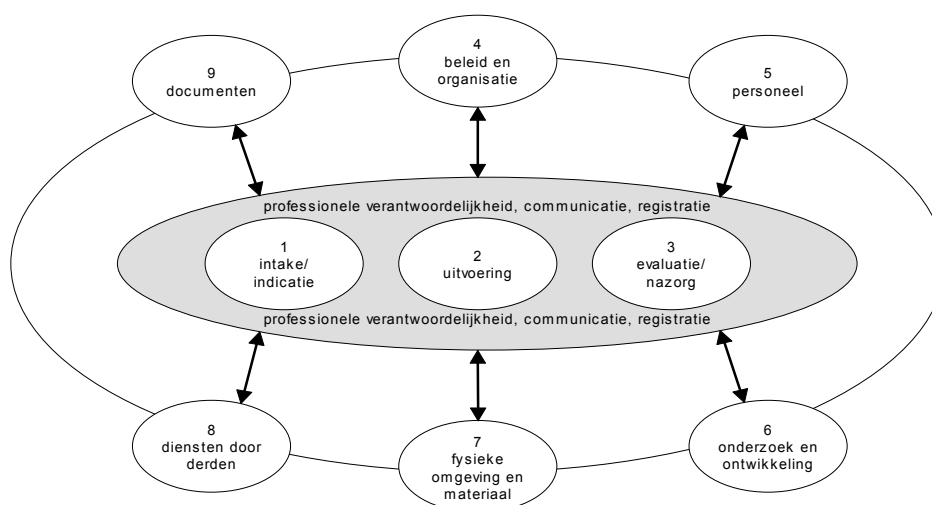 4
beleid en
organisatie
9
documenten
5
personeel
professionele verantwoordelijkheid, communicatie, registratie
1
intake/
indicatie
2
uitvoering
3
evaluatie/
nazorg
professionele verantwoordelijkheid, communicatie, registratie
8
diensten door
derden
7
fysieke
omgeving en
materiaal
6
onderzoek en
ontwikkeling